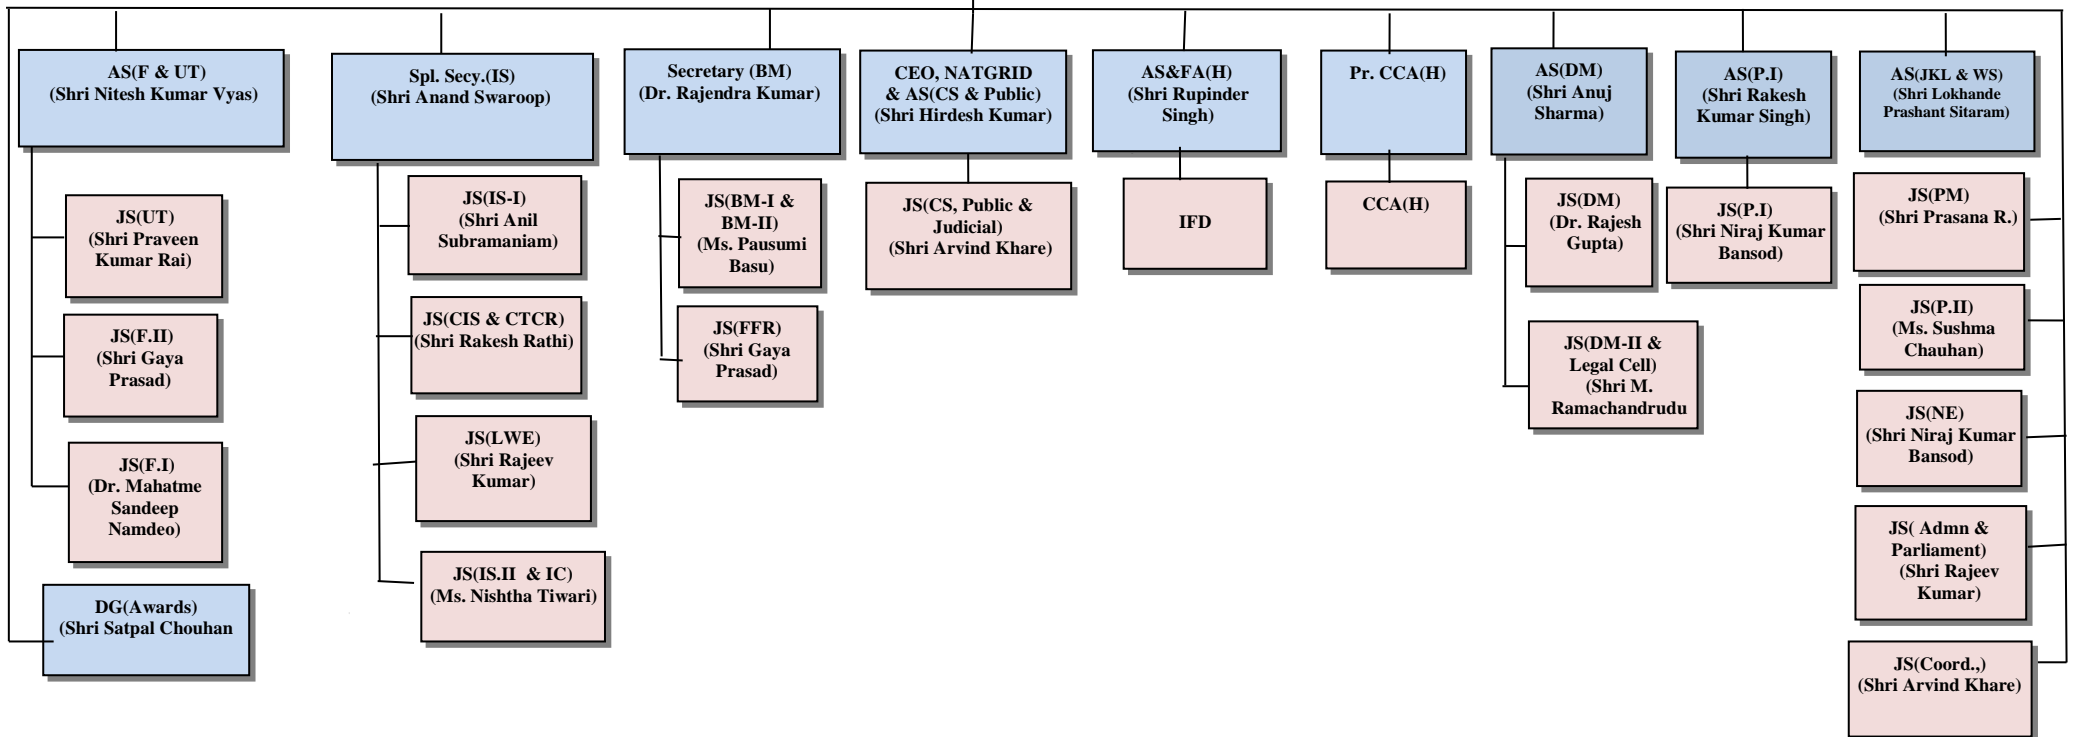 AS(F & UT)
(Shri Nitesh Kumar Vyas)
JS(UT)
(Shri Praveen
Kumar Rai)
JS(F.II)
(Shri Gaya
Prasad)
JS(F.I)
(Dr. Mahatme
Sandeep
Namdeo)
DG(Awards)
(Shri Satpal Chouhan
Spl. Secy.(IS)
(Shri Anand Swaroop)
JS(IS-I)
(Shri Anil
Subramaniam)
JS(CIS & CTCR)
(Shri Rakesh Rathi)
JS(LWE)
(Shri Rajeev
Kumar)
JS(IS.II & IC)
(Ms. Nishtha Tiwari)
Secretary (BM)
(Dr. Rajendra Kumar)
JS(BM-I &
BM-II)
(Ms. Pausumi
Basu)
JS(FFR)
(Shri Gaya
Prasad)
CEO, NATGRID
& AS(CS & Public)
(Shri Hirdesh Kumar)
JS(CS, Public &
Judicial)
(Shri Arvind Khare)
AS&FA(H)
(Shri Rupinder
Singh)
IFD
Pr. CCA(H)
CCA(H)
AS(DM)
(Shri Anuj
Sharma)
JS(DM)
(Dr. Rajesh
Gupta)
JS(DM-II &
Legal Cell)
(Shri M.
Ramachandrudu
AS(P.I)
(Shri Rakesh
Kumar Singh)
JS(P.I)
(Shri Niraj Kumar
Bansod)
AS(JKL & WS)
(Shri Lokhande
Prashant Sitaram)
JS(PM)
(Shri Prasana R.)
JS(P.II)
(Ms. Sushma
Chauhan)
JS(NE)
(Shri Niraj Kumar
Bansod)
JS( Admn &
Parliament)
(Shri Rajeev
Kumar)
JS(Coord.,)
(Shri Arvind Khare)